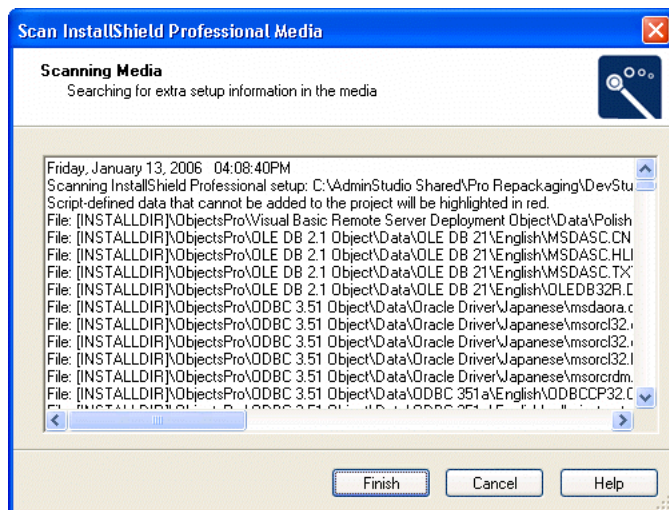 Scan InstallShield Professional Media
Scanning Media
Searching for extra setup information in the media
Friday, January 13, 2006 04:08:40PM
Scanning InstallShield Professional setup: C:\AdminStudio Shared\Pro Repackaging\DevStu
Script-defined data that cannot be added to the project will be highlighted in red.
File: [INSTALLDIR]\ObjectsPro\Visual Basic Remote Server Deployment Object\Data\Polish
File: [INSTALLDIR]\ObjectsPro\OLE DB 2.1 Object\Data\OLE DB 21\English\MSDASC.CN
File: [INSTALLDIR]\ObjectsPro\OLE DB 2.1 Object\Data\OLE DB 21\English\MSDASC.HL
File: [INSTALLDIR]\ObjectsPro\OLE DB 2.1 Object\Data\OLE DB 21\English\MSDASC.TX
File: [INSTALLDIR]\ObjectsPro\OLE DB 2.1 Object\Data\OLE DB 21\English\OLEDB32R.D
File: [INSTALLDIR]\ObjectsPro\ODBC 3.51 Object\Data\Oracle Driver\Japanese\msdaora.
File: [INSTALLDIR]\ObjectsPro\ODBC 3.51 Object\Data\Oracle Driver\Japanese\msorcl32.
File: [INSTALLDIR]\ObjectsPro\ODBC 3.51 Object\Data\Oracle Driver\Japanese\msorcl32.
File: [INSTALLDIR]\ObjectsPro\ODBC 3.51 Object\Data\Oracle Driver\Japanese\msorcl32.
File: [INSTALLDIR]\ObjectsPro\ODBC 3.51 Object\Data\Oracle Driver\Japanese\msorcrdm.
File: [INSTALLDIR]\ObjectsPro\ODBC 3.51 Object\Data\ODBC 351a\English\ODBCCP32.
Finish
Cancel
Help